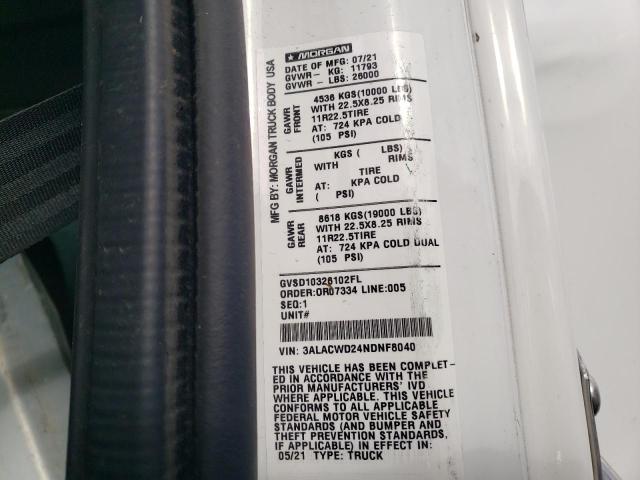 MORGAN
MFG BY: MORGAN TRUCK BODY USA
DATE OF MFG: 07/21
GVWR- KG: 11793
GVWR- LBS: 26000
GAWR FRONT
4536 KGS(10000 LBS)
WITH 22.5X8.25 RIMS
11R22.5TIRE
AT: 724 KPA COLD
(105 PSI)
GAWR INTERMED
KGS ( LBS)
WITH RIMS
TIRE
AT: KPA COLD
( PSI)
GAWR REAR
8618 KGS(19000 LBS)
WITH 22.5X8.25 RIMS
11R22.5TIRE
AT: 724 KPA COLD DUAL
(105 PSI)
GVSD10326102FL
ORDER:OR07334 LINE:005
SEQ:1
UNIT#
VIN: 3ALACWD24NDNF8040
THIS VEHICLE HAS BEEN COMPLET-
ED IN ACCORDANCE WITH THE
PRIOR MANUFACTURERS' IVD
WHERE APPLICABLE. THIS VEHICLE
CONFORMS TO ALL APPLICABLE
FEDERAL MOTOR VEHICLE SAFETY
STANDARDS (AND BUMPER AND
THEFT PREVENTION STANDARDS,
IF APPLICABLE) IN EFFECT IN:
05/21 TYPE: TRUCK